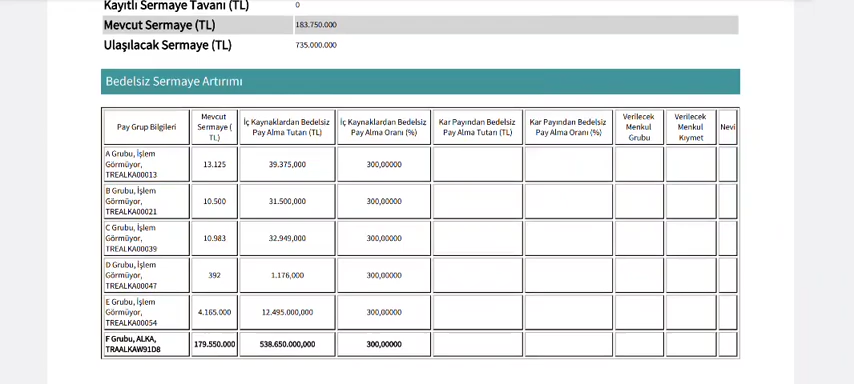 Kayıtlı Sermaye Tavanı (TL) 0
Mevcut Sermaye (TL) 183.750.000
Ulaşılacak Sermaye (TL) 735.000.000
Bedelsiz Sermaye Artırımı
Pay Grup Bilgileri Mevcut Sermaye ( TL) İç Kaynaklardan Bedelsiz Pay Alma Tutarı (TL) İç Kaynaklardan Bedelsiz Pay Alma Oranı (%) Kar Payından Bedelsiz Pay Alma Tutarı (TL) Kar Payından Bedelsiz Pay Alma Oranı (%) Verilecek Menkul Grubu Verilecek Menkul Kıymet Nevi
A Grubu, İşlem Görmüyor, TREALKA00013 13.125 39.375,000 300,00000
B Grubu, İşlem Görmüyor, TREALKA00021 10.500 31.500,000 300,00000
C Grubu, İşlem Görmüyor, TREALKA00039 10.983 32.949,000 300,00000
D Grubu, İşlem Görmüyor, TREALKA00047 392 1.176,000 300,00000
E Grubu, İşlem Görmüyor, TREALKA00054 4.165.000 12.495.000,000 300,00000
F Grubu, ALKA, TRAALKAW91D8 179.550.000 538.650.000,000 300,00000